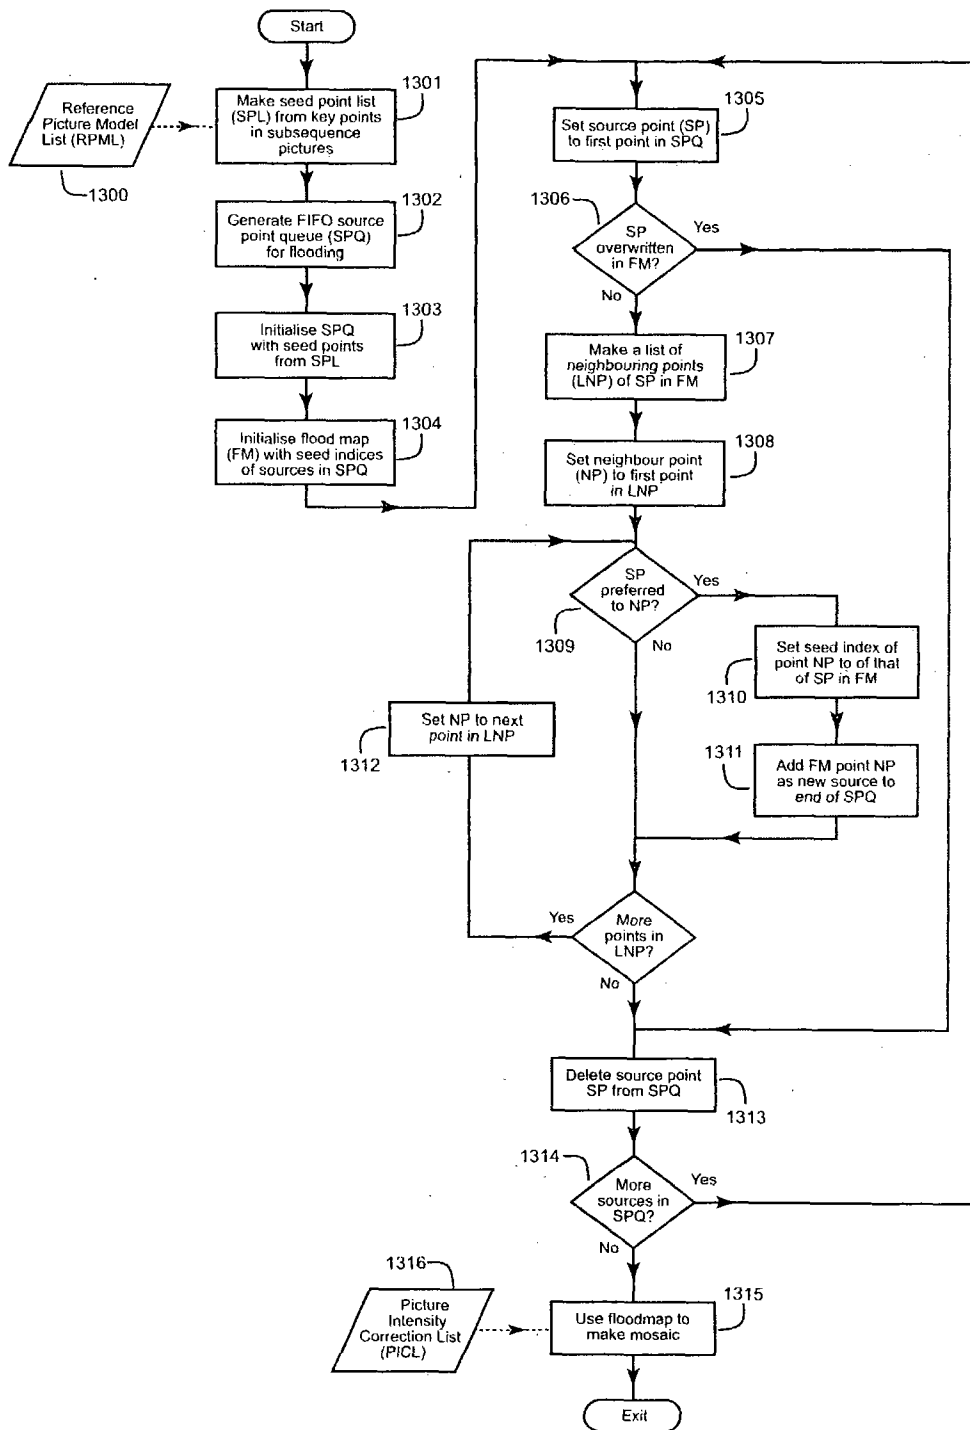 Start
Reference
Picture Model
List (RPML)
1300
Make seed point list
(SPL) from key points
in subsequence
pictures
1301
Generate FIFO source
point queue (SPQ)
for flooding
1302
Initialise SPQ
with seed points
from SPL
1303
Initialise flood map
(FM) with seed indices
of sources in SPQ
1304
Set source point (SP)
to first point in SPQ
1305
1306
SP
overwritten
in FM?
Yes
No
Make a list of
neighbouring points
(LNP) of SP in FM
1307
Set neighbour point
(NP) to first point
in LNP
1308
SP
preferred
to NP?
Yes
1309
No
Set seed index of
point NP to of that
of SP in FM
1310
Add FM point NP
as new source to
end of SPQ
1311
Set NP to next
point in LNP
1312
Yes
More
points in
LNP?
No
Delete source point
SP from SPQ
1313
1314
More
sources in
SPQ?
Yes
No
1316
Picture
Intensity
Correction List
(PICL)
Use floodmap to
make mosaic
1315
Exit